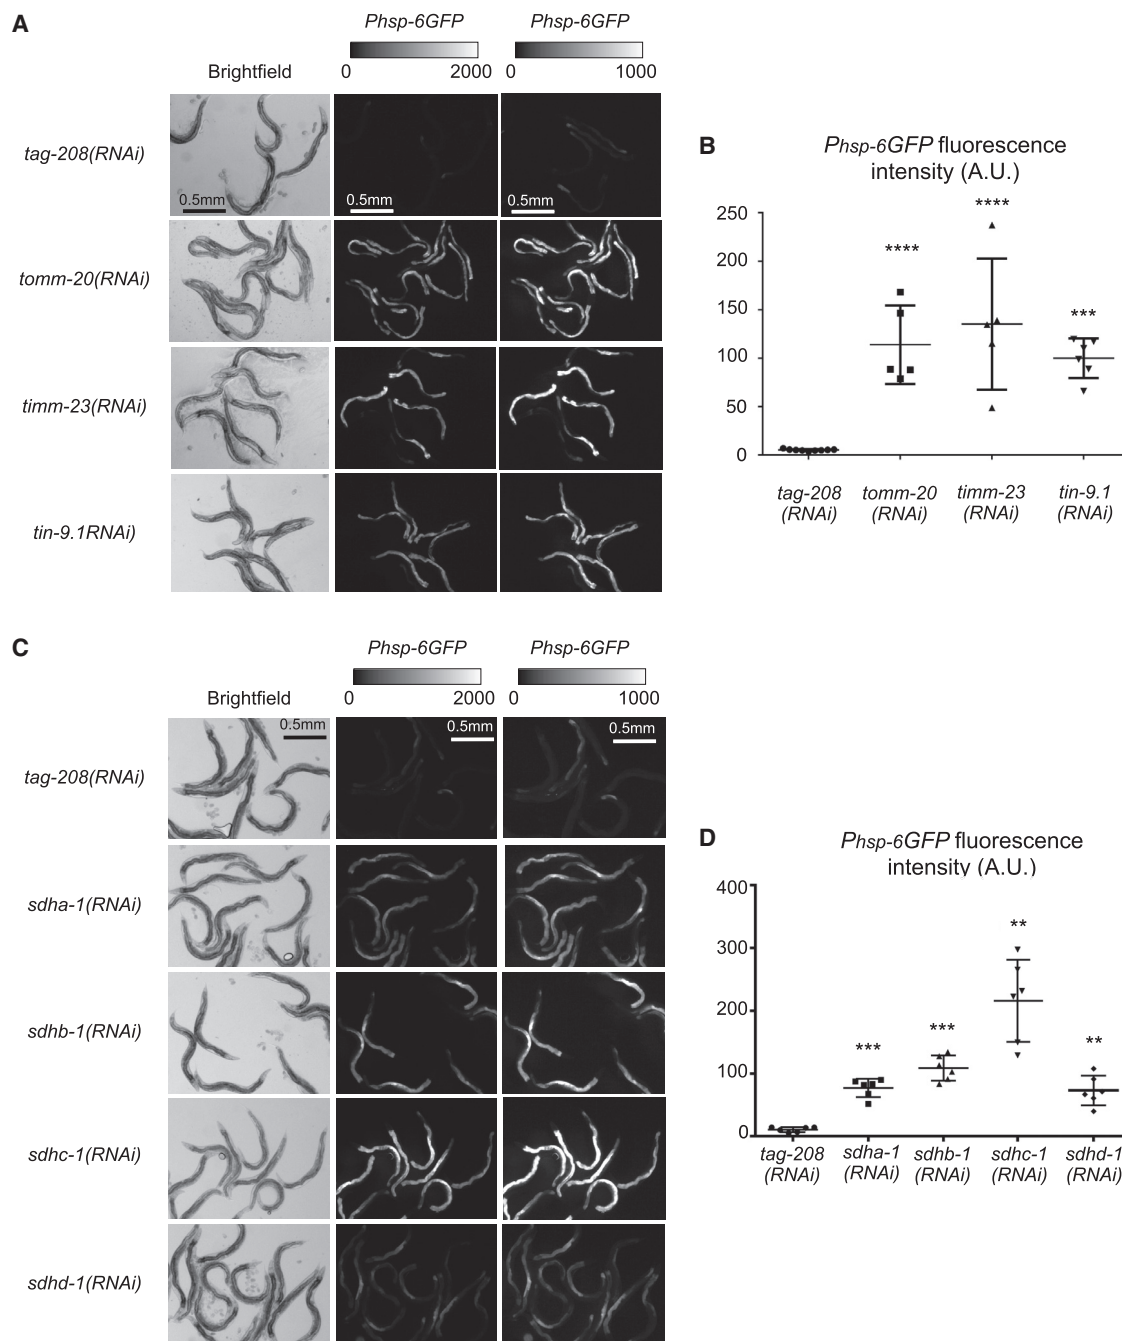 A
Phsp-6GFP Phsp-6GFP
Brightfield 0 2000 0 1000
tag-208(RNAi)
0.5mm 0.5mm 0.5mm
tomm-20(RNAi)
timm-23(RNAi)
tin-9.1RNAi)
B
Phsp-6GFP fluorescence
intensity (A.U.)
250
200
150
100
50
0
**** **** ***
tag-208 tomm-20 timm-23 tin-9.1
(RNAi) (RNAi) (RNAi) (RNAi)
C
Phsp-6GFP Phsp-6GFP
Brightfield 0 2000 0 1000
0.5mm 0.5mm 0.5mm
tag-208(RNAi)
sdha-1(RNAi)
sdhb-1(RNAi)
sdhc-1(RNAi)
sdhd-1(RNAi)
D
Phsp-6GFP fluorescence
intensity (A.U.)
400
300
200
100
0
*** *** ** **
tag-208 sdha-1 sdhb-1 sdhc-1 sdhd-1
(RNAi) (RNAi) (RNAi) (RNAi) (RNAi)